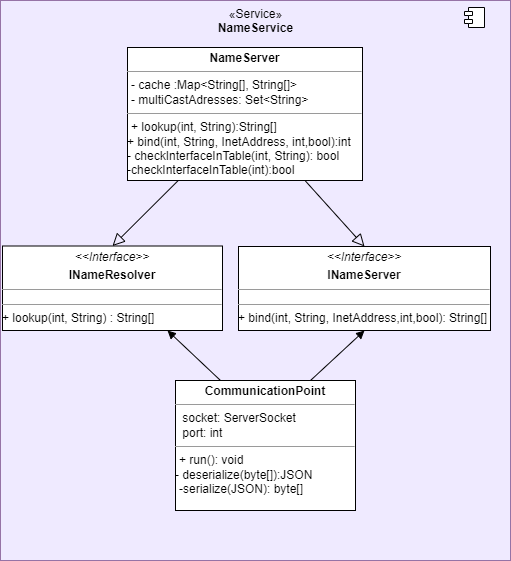 «Service»
NameService
NameServer
- cache :Map<String[], String[]>
- multiCastAdresses: Set<String>
+ lookup(int, String):String[]
+ bind(int, String, InetAddress, int,bool):int
- checkInterfaceInTable(int, String): bool
-checkInterfaceInTable(int):bool
<<Interface>>
INameResolver
+ lookup(int, String) : String[]
<<Interface>>
INameServer
+ bind(int, String, InetAddress,int,bool): String[]
CommunicationPoint
socket: ServerSocket
port: int
+ run(): void
- deserialize(byte[]):JSON
-serialize(JSON): byte[]